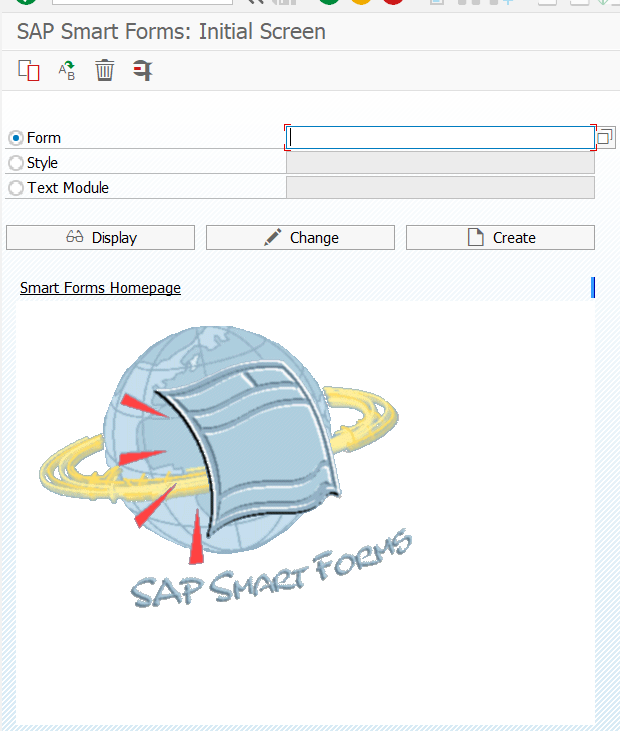 SAP Smart Forms: Initial Screen
Form
Style
Text Module
Display Change Create
Smart Forms Homepage
SAP SMART FORMS